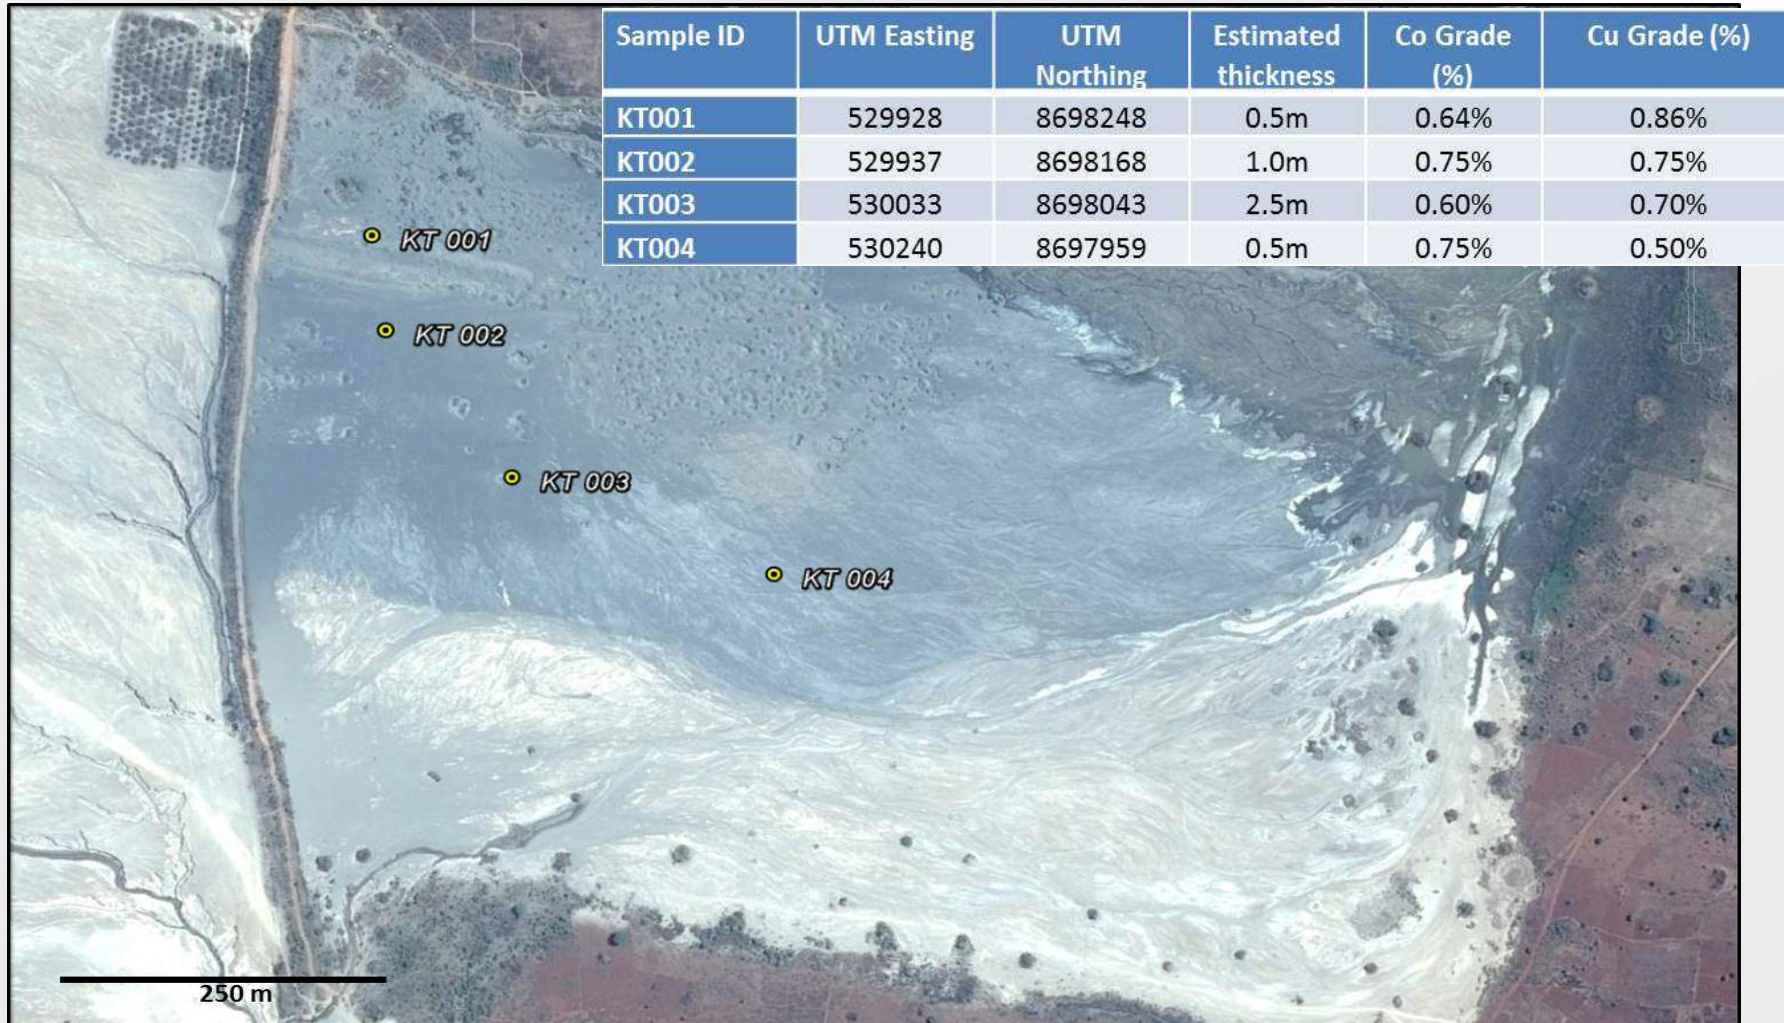 Sample ID UTM Easting UTM Northing Estimated thickness Co Grade (%) Cu Grade (%)
KT001 529928 8698248 0.5m 0.64% 0.86%
KT002 529937 8698168 1.0m 0.75% 0.75%
KT003 530033 8698043 2.5m 0.60% 0.70%
KT004 530240 8697959 0.5m 0.75% 0.50%
KT 001
KT 002
KT 003
KT 004
250 m